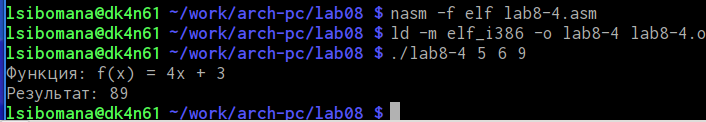 lsibomana@dk4n61 ~/work/arch-pc/lab08 $ nasm -f elf lab8-4.asm
lsibomana@dk4n61 ~/work/arch-pc/lab08 $ ld -m elf_i386 -o lab8-4 lab8-4.o
lsibomana@dk4n61 ~/work/arch-pc/lab08 $ ./lab8-4 5 6 9
Функция: f(x) = 4x + 3
Результат: 89
lsibomana@dk4n61 ~/work/arch-pc/lab08 $